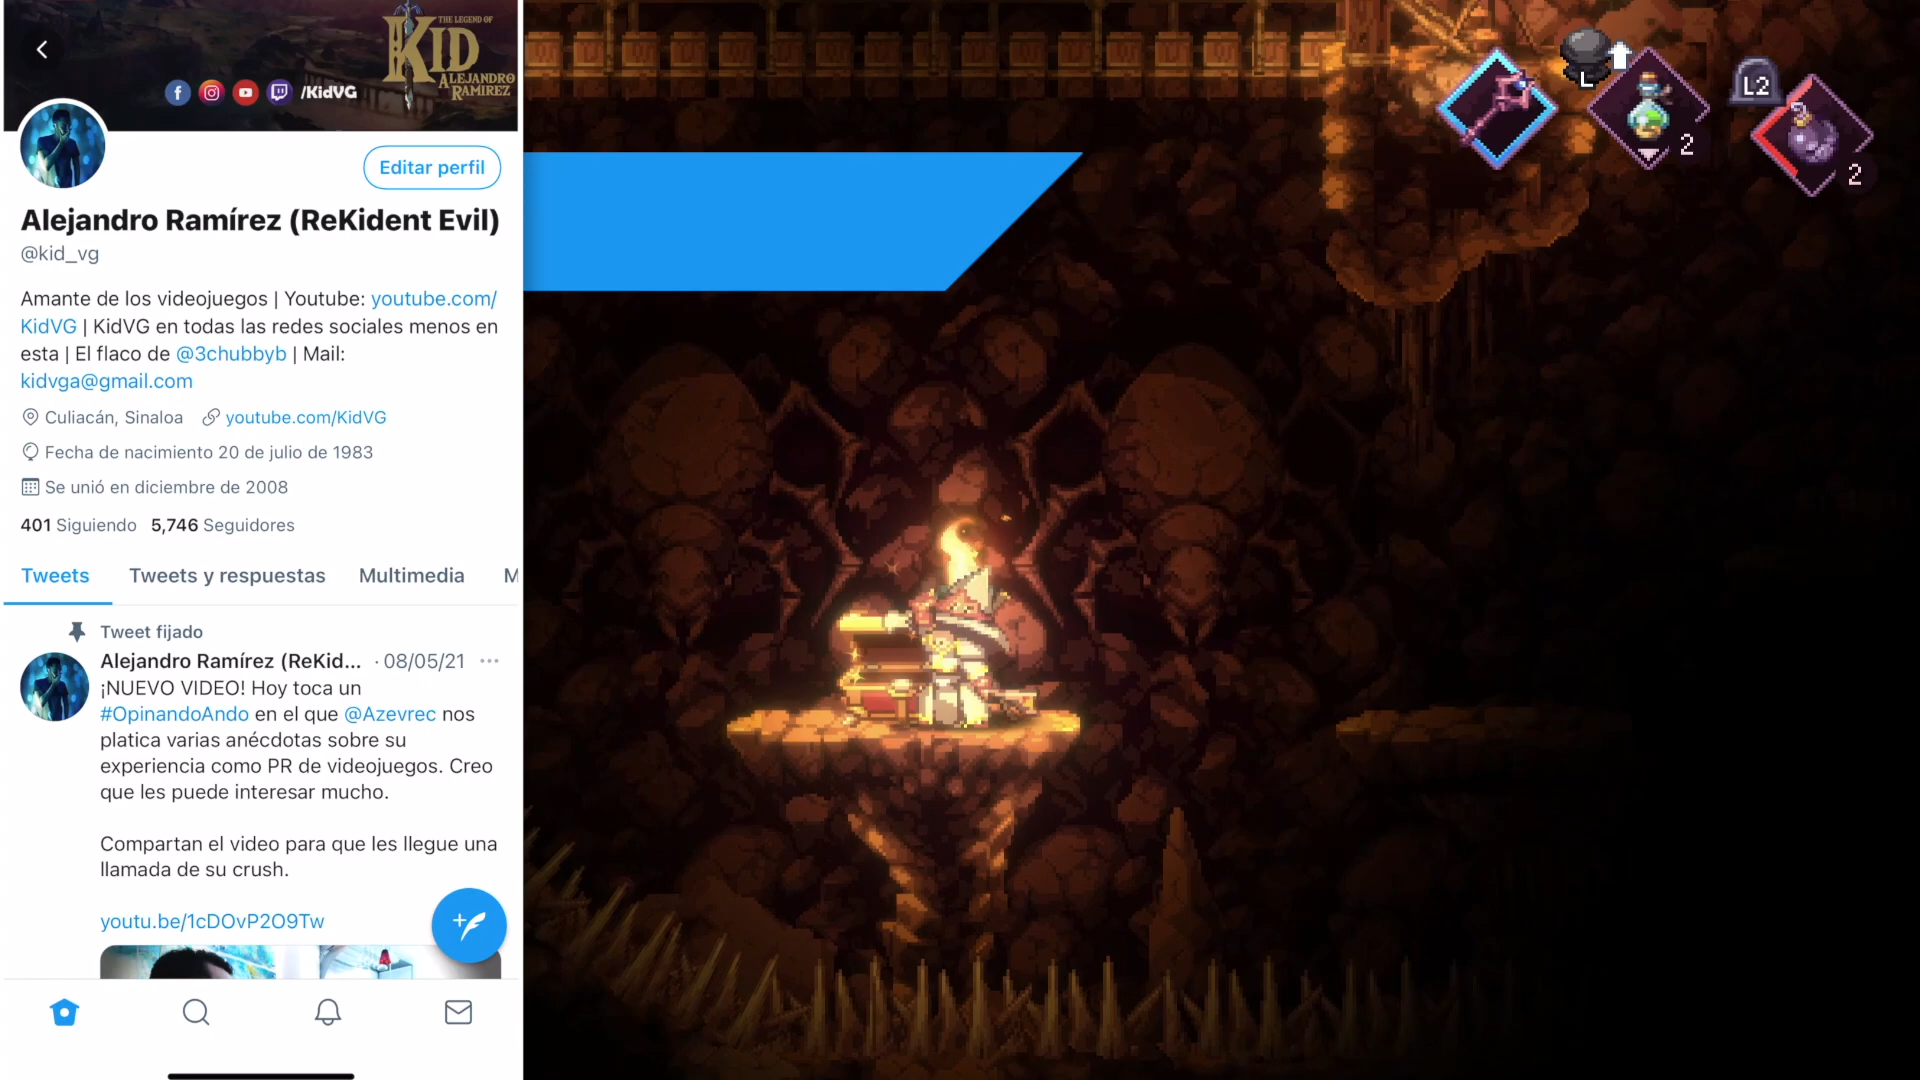 THE LEGEND OF
KID
ALEJANDRO
RAMIREZ
/KidVG
Editar perfil
Alejandro Ramírez (ReKident Evil)
@kid_vg
Amante de los videojuegos | Youtube: youtube.com/
KidVG | KidVG en todas las redes sociales menos en
esta | El flaco de @3chubbyb | Mail:
kidvga@gmail.com
Culiacán, Sinaloa youtube.com/KidVG
Fecha de nacimiento 20 de julio de 1983
Se unió en diciembre de 2008
401 Siguiendo 5,746 Seguidores
Tweets Tweets y respuestas Multimedia M
Tweet fijado
Alejandro Ramírez (ReKid... · 08/05/21
¡NUEVO VIDEO! Hoy toca un
#OpinandoAndo en el que @Azevrec nos
platica varias anécdotas sobre su
experiencia como PR de videojuegos. Creo
que les puede interesar mucho.
Compartan el video para que les llegue una
llamada de su crush.
youtu.be/1cDOvP2O9Tw
L
2
L2
2